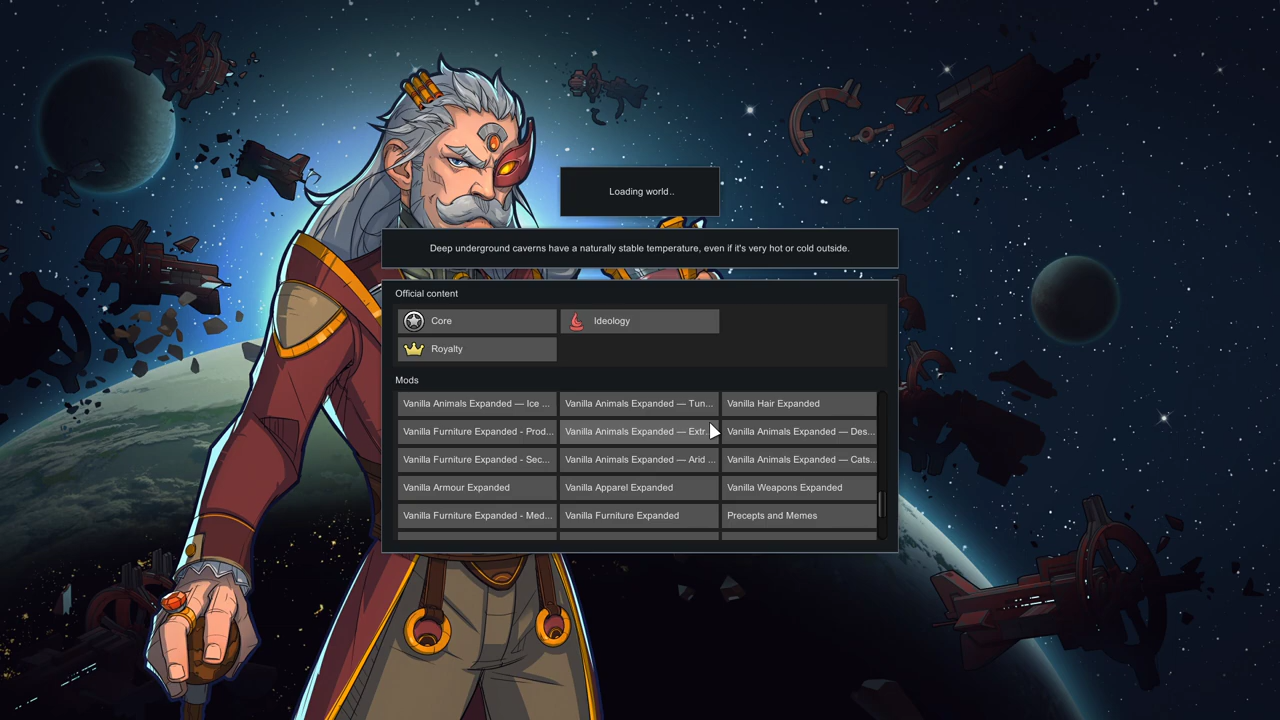 Loading world..
Deep underground caverns have a naturally stable temperature, even if it's very hot or cold outside.
Official content
Core
Ideology
Royalty
Mods
Vanilla Animals Expanded — Ice ...
Vanilla Animals Expanded — Tun...
Vanilla Hair Expanded
Vanilla Furniture Expanded - Prod...
Vanilla Animals Expanded — Extr
Vanilla Animals Expanded — Des...
Vanilla Furniture Expanded - Sec...
Vanilla Animals Expanded — Arid ...
Vanilla Animals Expanded — Cats...
Vanilla Armour Expanded
Vanilla Apparel Expanded
Vanilla Weapons Expanded
Vanilla Furniture Expanded - Med...
Vanilla Furniture Expanded
Precepts and Memes